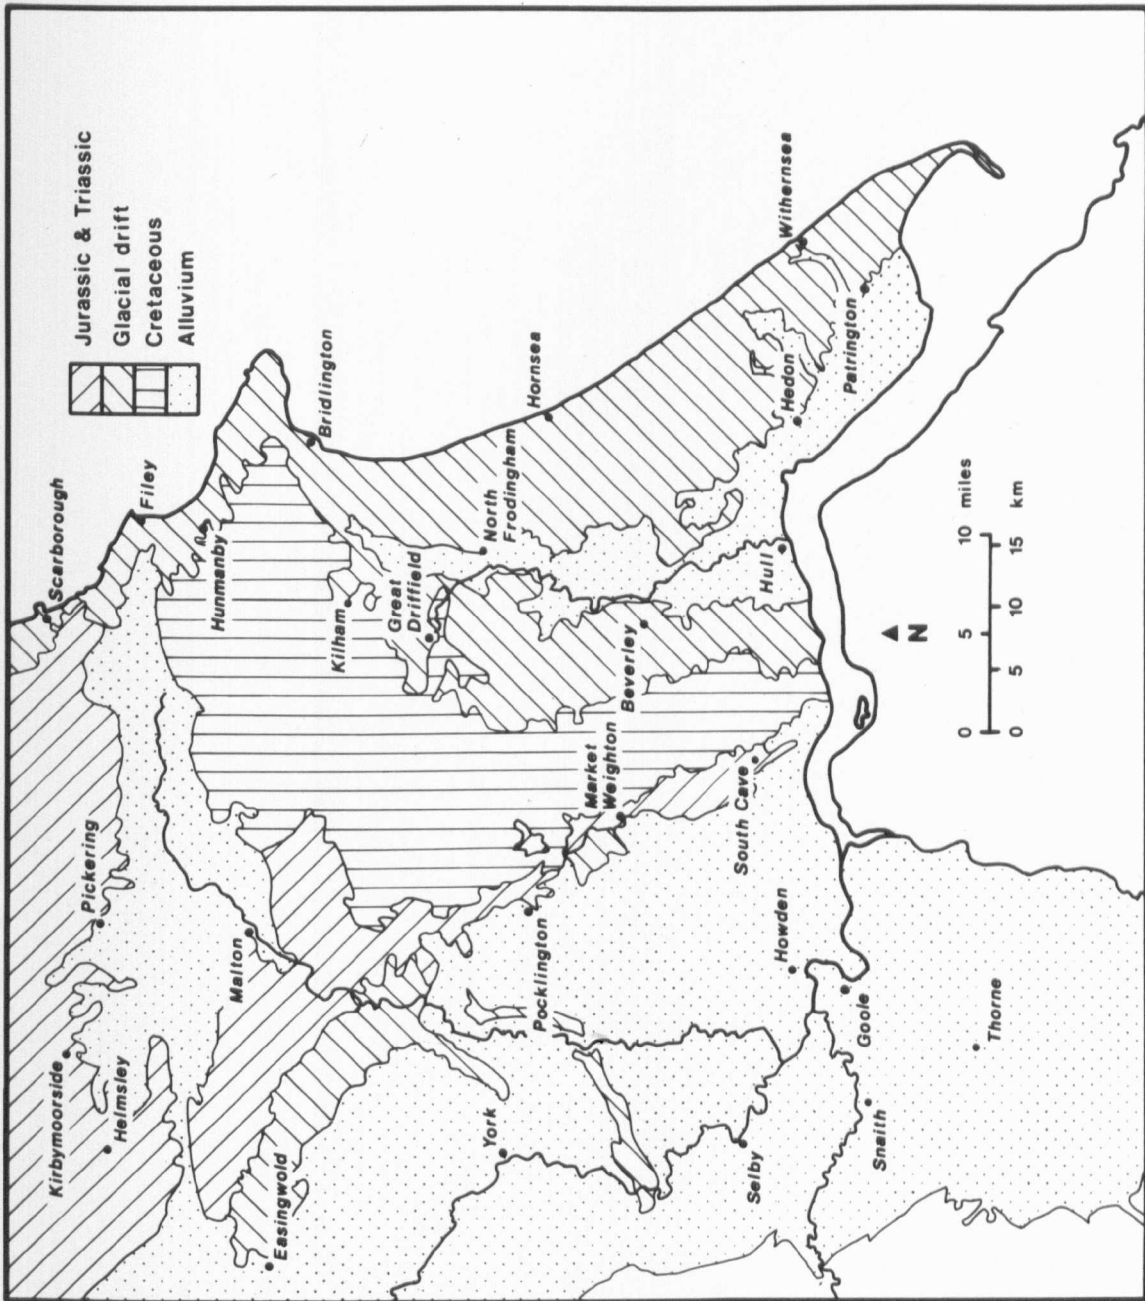 Jurassic & Triassic
Glacial drift
Cretaceous
Alluvium
Scarborough
Filey
Hunmanby
Pickering
Kirbymoorside
Helmsley
Malton
Bridlington
Kilham
Great
Driffield
North
Frodingham
Easingwold
Hornsea
York
Pocklington
Market
Weighton
Beverley
Withernsea
Hedon
Patrington
Hull
South Cave
Howden
Selby
Goole
Snaith
Thorne
N
0 5 10 miles
0 5 10 15 km